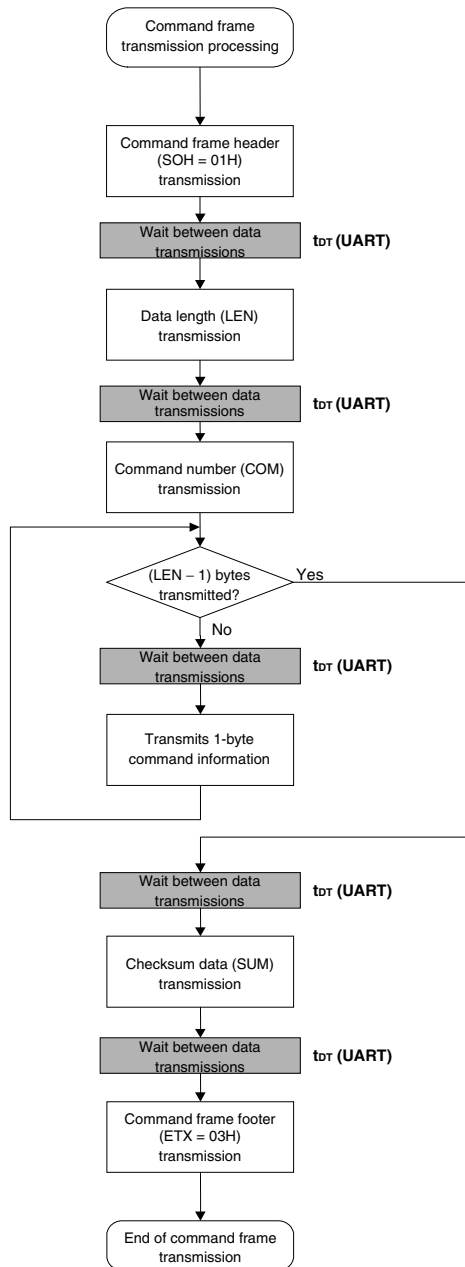 Command frame
transmission processing
Command frame header
(SOH = 01H)
transmission
Wait between data
transmissions
tDT (UART)
Data length (LEN)
transmission
Wait between data
transmissions
tDT (UART)
Command number (COM)
transmission
(LEN – 1) bytes
transmitted?
Yes
No
Wait between data
transmissions
tDT (UART)
Transmits 1-byte
command information
Wait between data
transmissions
tDT (UART)
Checksum data (SUM)
transmission
Wait between data
transmissions
tDT (UART)
Command frame footer
(ETX = 03H)
transmission
End of command frame
transmission